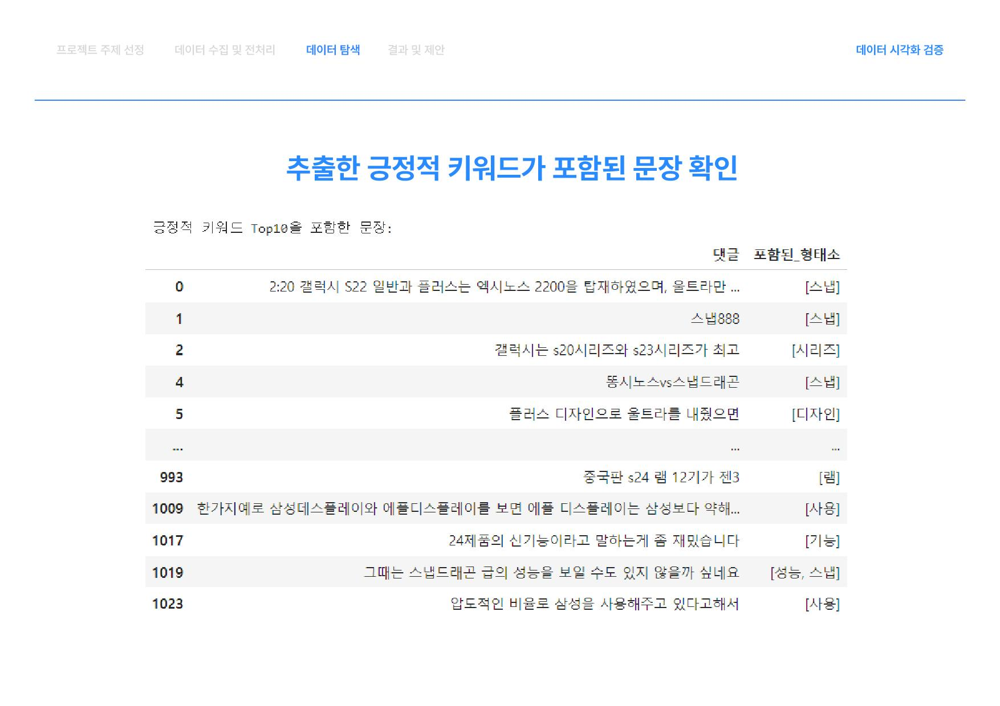 프로젝트 주제 선정 데이터 수집 및 전처리 데이터 탐색 결과 및 제안 데이터 시각화 검증
추출한 긍정적 키워드가 포함된 문장 확인
긍정적 키워드 Top10을 포함한 문장:
댓글 포함된_형태소
0 2:20 갤럭시 S22 일반과 플러스는 엑시노스 2200을 탑재하였으며, 울트라만 ... [스냅]
1 스냅888 [스냅]
2 갤럭시는 s20시리즈와 s23시리즈가 최고 [시리즈]
4 똥시노스vs스냅드래곤 [스냅]
5 플러스 디자인으로 울트라를 내줬으면 [디자인]
... ... ...
993 중국판 s24 램 12기가 젠3 [램]
1009 한가지예로 삼성데스플레이와 에플디스플레이를 보면 에플 디스플레이는 삼성보다 약해... [사용]
1017 24제품의 신기능이라고 말하는게 좀 재밌습니다 [기능]
1019 그때는 스냅드래곤 급의 성능을 보일 수도 있지 않을까 싶네요 [성능, 스냅]
1023 압도적인 비율로 삼성을 사용해주고 있다고해서 [사용]